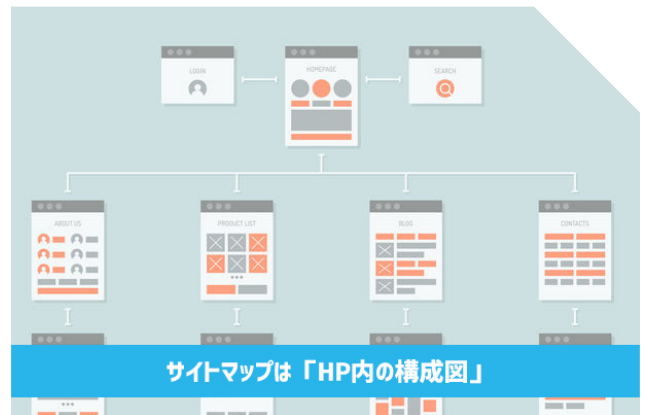 LOGIN
HOMEPAGE
SEARCH
ABOUT US
PRODUCT LIST
BLOG
CONTACTS
サイトマップは「HP内の構成図」